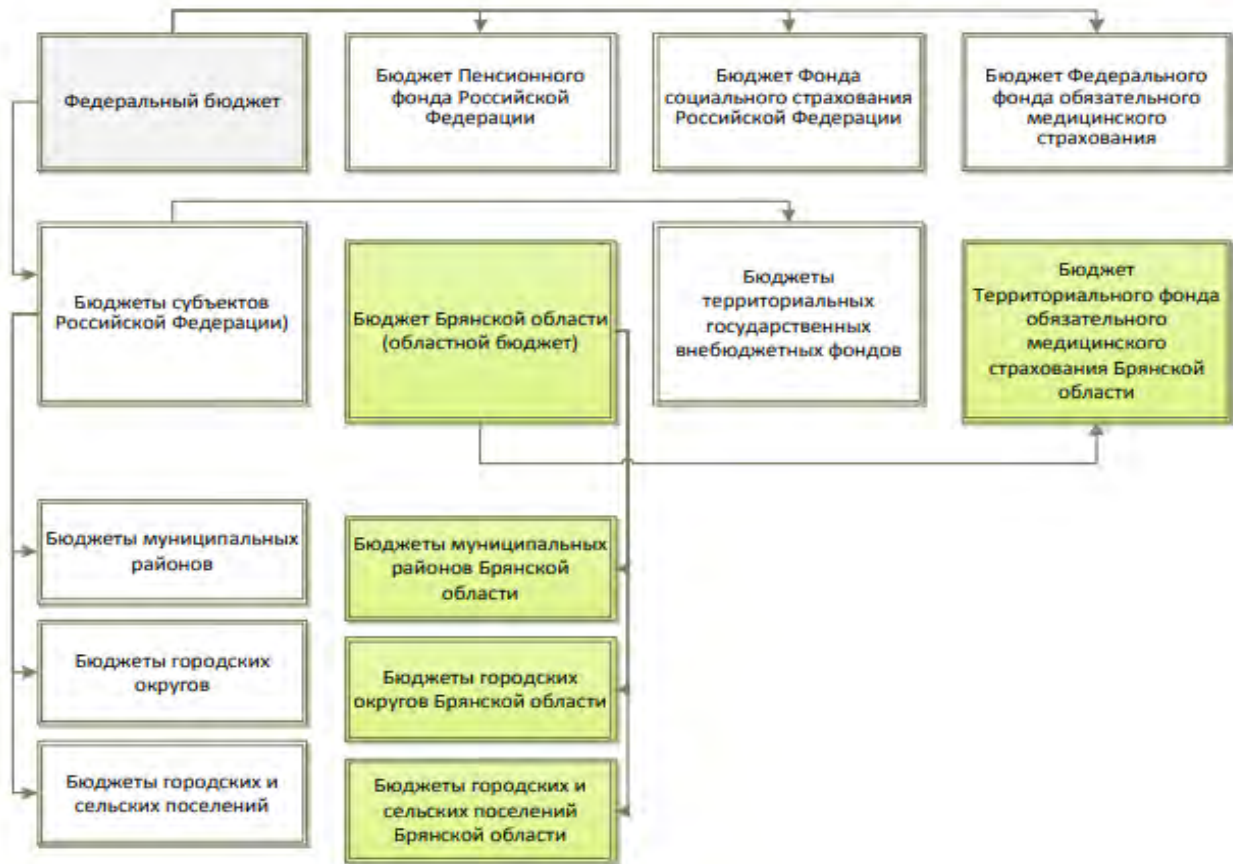 Федеральный бюджет
Бюджет Пенсионного
фонда Российской
Федерации
Бюджет Фонда
социального страхования
Российской Федерации
Бюджет Федерального
фонда обязательного
медицинского
страхования
Бюджеты субъектов
Российской Федерации)
Бюджет Брянской области
(областной бюджет)
Бюджеты
территориальных
государственных
внебюджетных фондов
Бюджет
Территориального фонда
обязательного
медицинского
страхования Брянской
области
Бюджеты муниципальных
районов
Бюджеты муниципальных
районов Брянской
области
Бюджеты городских
округов
Бюджеты городских
округов Брянской области
Бюджеты городских и
сельских поселений
Бюджеты городских и
сельских поселений
Брянской области